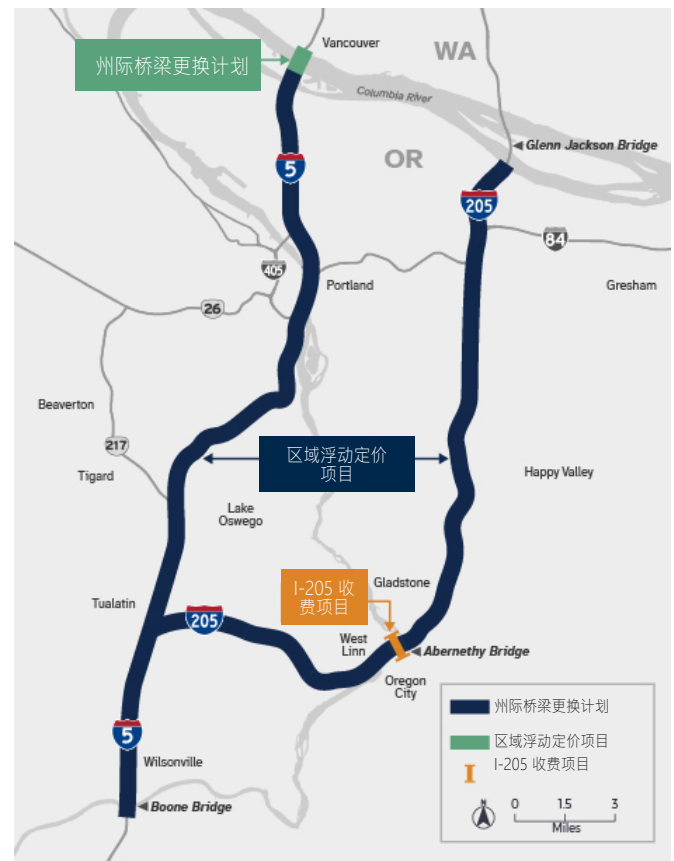 Vancouver
WA
州际桥梁更换计划
Columbia River
Glenn Jackson Bridge
OR
5
205
84
405
Portland
Gresham
26
Beaverton
217
区域浮动定价
项目
Tigard
Happy Valley
Lake
Oswego
I-205 收
费项目
Gladstone
Tualatin
205
West
Linn
Abernethy Bridge
Oregon
City
5
Wilsonville
Boone Bridge
州际桥梁更换计划
区域浮动定价项目
I-205 收费项目
N
0 1.5 3
Miles